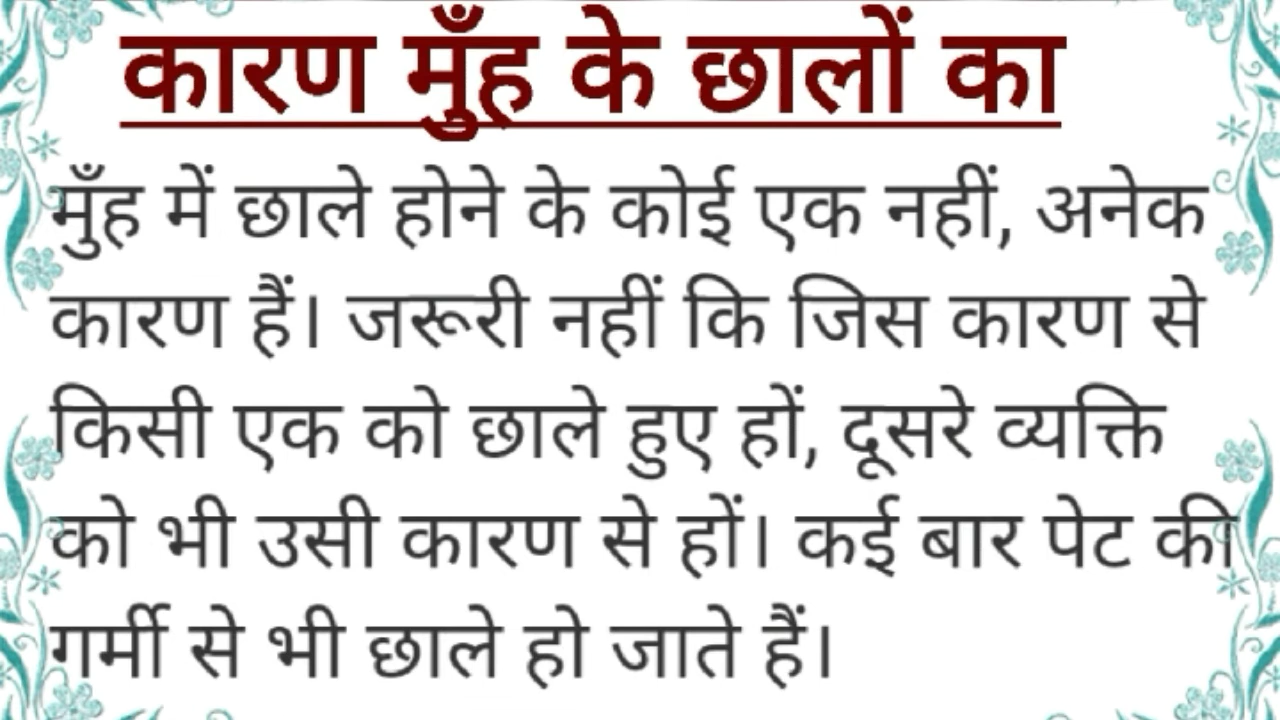 कारण मुँह के छालों का
मुँह में छाले होने के कोई एक नहीं, अनेक
कारण हैं। जरूरी नहीं कि जिस कारण से
किसी एक को छाले हुए हों, दूसरे व्यक्ति
को भी उसी कारण से हों। कई बार पेट की
गर्मी से भी छाले हो जाते हैं।